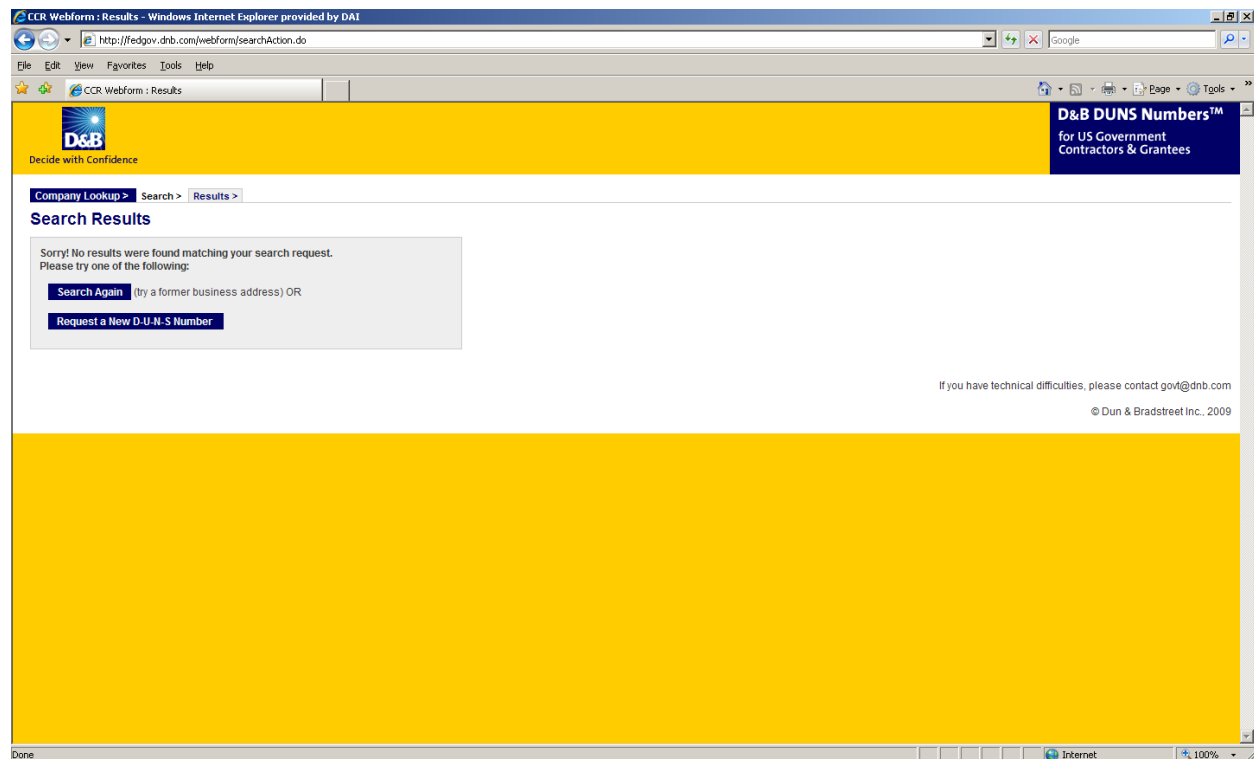 CCR Webform : Results - Windows Internet Explorer provided by DAI
http://fedgov.dnb.com/webform/searchAction.do
Google
File Edit View Favorites Tools Help
CCR Webform : Results
Page Tools
D&B
Decide with Confidence
D&B DUNS Numbers™
for US Government
Contractors & Grantees
Company Lookup > Search > Results >
Search Results
Sorry! No results were found matching your search request.
Please try one of the following:
Search Again (try a former business address) OR
Request a New D-U-N-S Number
If you have technical difficulties, please contact govt@dnb.com
© Dun & Bradstreet Inc., 2009
Done Internet 100%